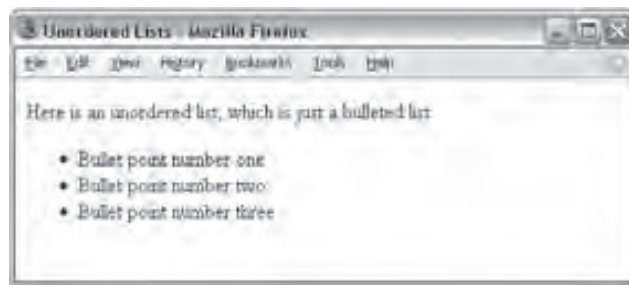 Unordered Lists - Mozilla Firefox
File Edit View History Bookmarks Tools Help
Here is an unordered list, which is just a bulleted list
Bullet point number one
Bullet point number two
Bullet point number three